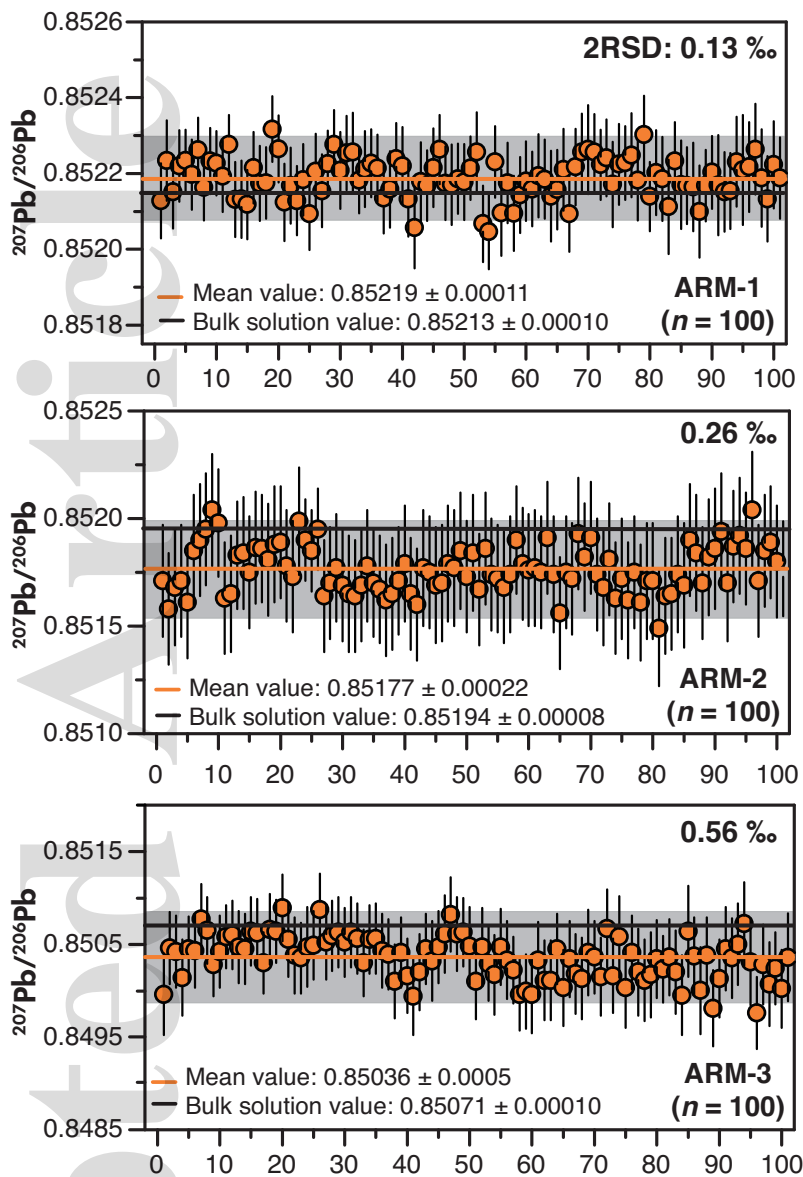 0.8526
0.8524
0.8522
0.8520
0.8518
207Pb/206Pb
2RSD: 0.13 ‰
Mean value: 0.85219 ± 0.00011
Bulk solution value: 0.85213 ± 0.00010
ARM-1
(n = 100)
0 10 20 30 40 50 60 70 80 90 100
0.8525
0.8520
0.8515
0.8510
207Pb/206Pb
0.26 ‰
Mean value: 0.85177 ± 0.00022
Bulk solution value: 0.85194 ± 0.00008
ARM-2
(n = 100)
0 10 20 30 40 50 60 70 80 90 100
0.8515
0.8505
0.8495
0.8485
207Pb/206Pb
0.56 ‰
Mean value: 0.85036 ± 0.0005
Bulk solution value: 0.85071 ± 0.00010
ARM-3
(n = 100)
0 10 20 30 40 50 60 70 80 90 100
ted Article